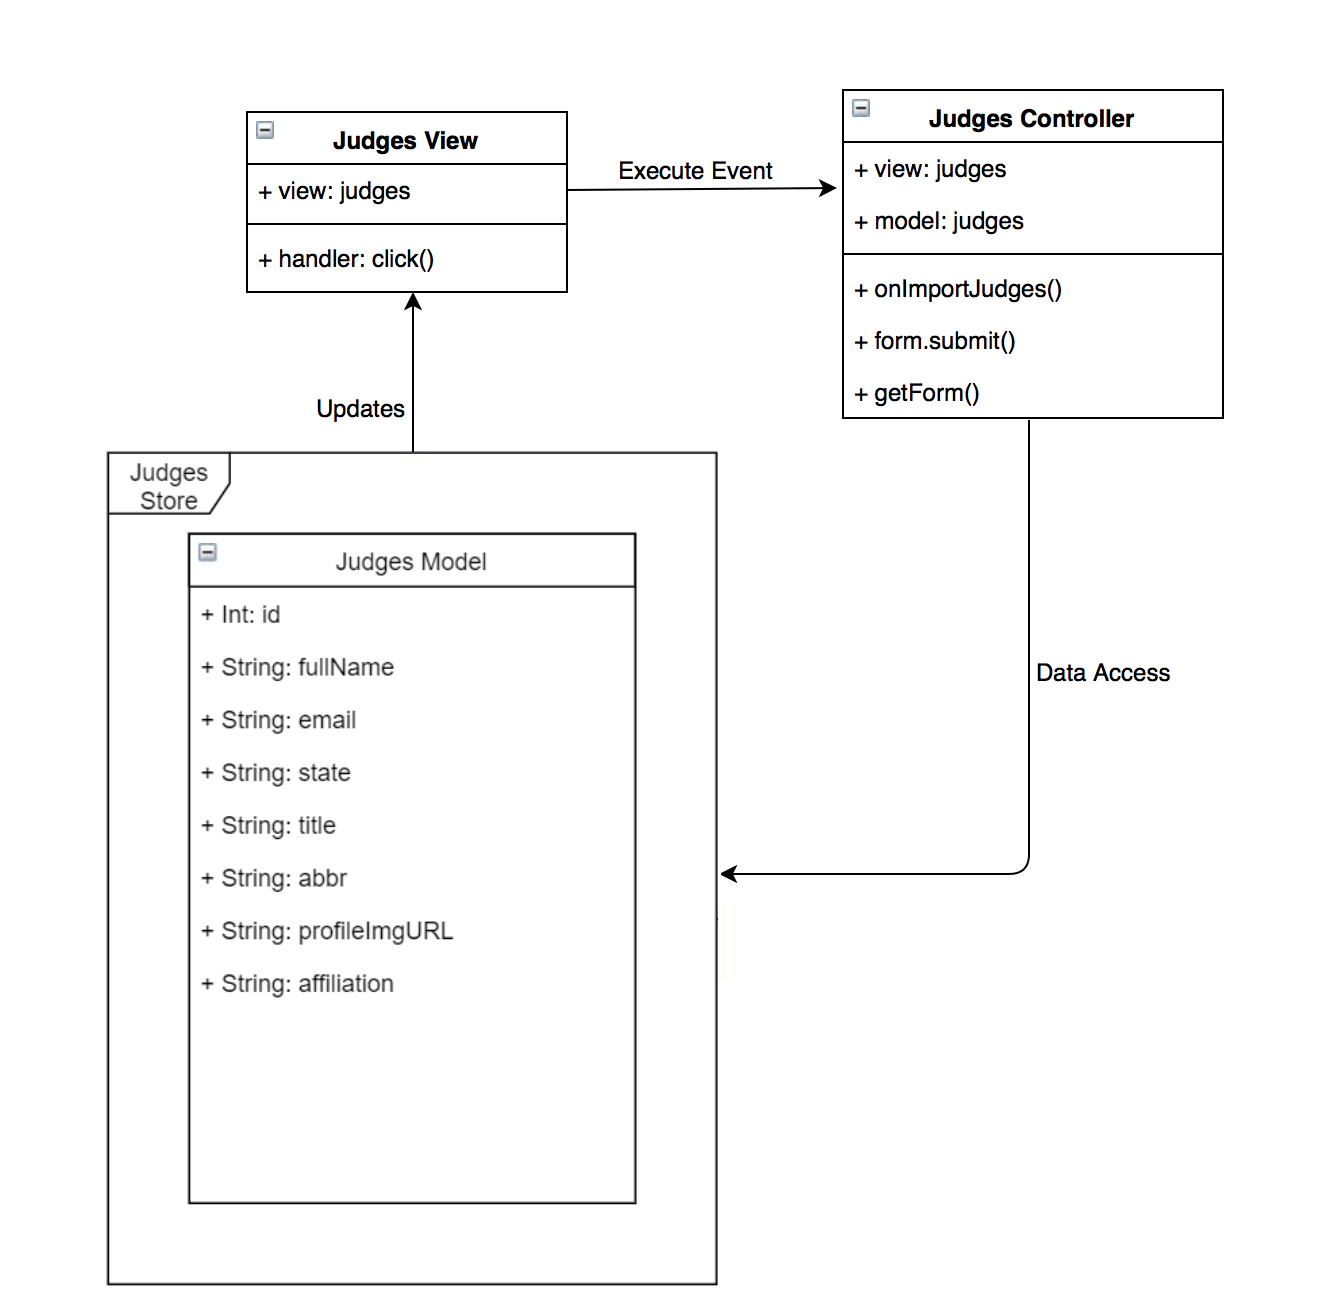 Judges View
+ view: judges
+ handler: click()
Execute Event
Judges Controller
+ view: judges
+ model: judges
+ onImportJudges()
+ form.submit()
+ getForm()
Updates
Data Access
Judges
Store
Judges Model
+ Int: id
+ String: fullName
+ String: email
+ String: state
+ String: title
+ String: abbr
+ String: profileImgURL
+ String: affiliation